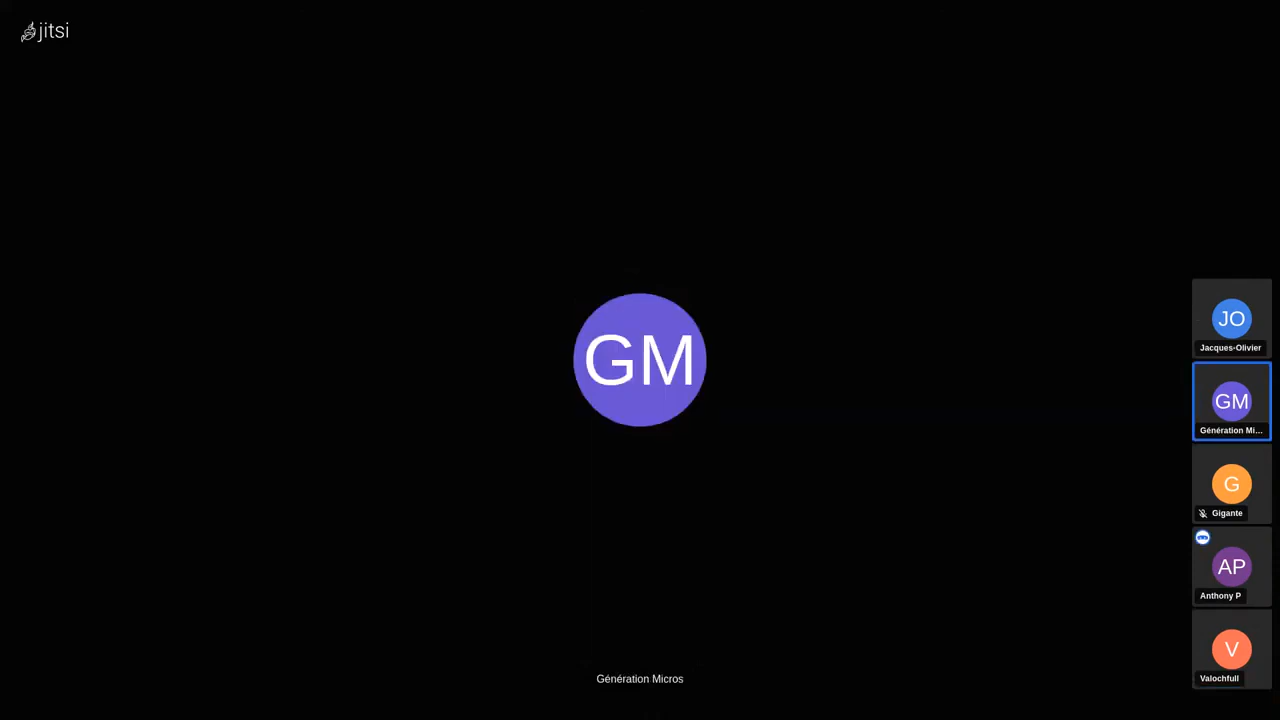 jitsi
GM
Génération Micros
JO
Jacques-Olivier
GM
Génération Mi...
G
Gigante
AP
Anthony P
V
Valochfull